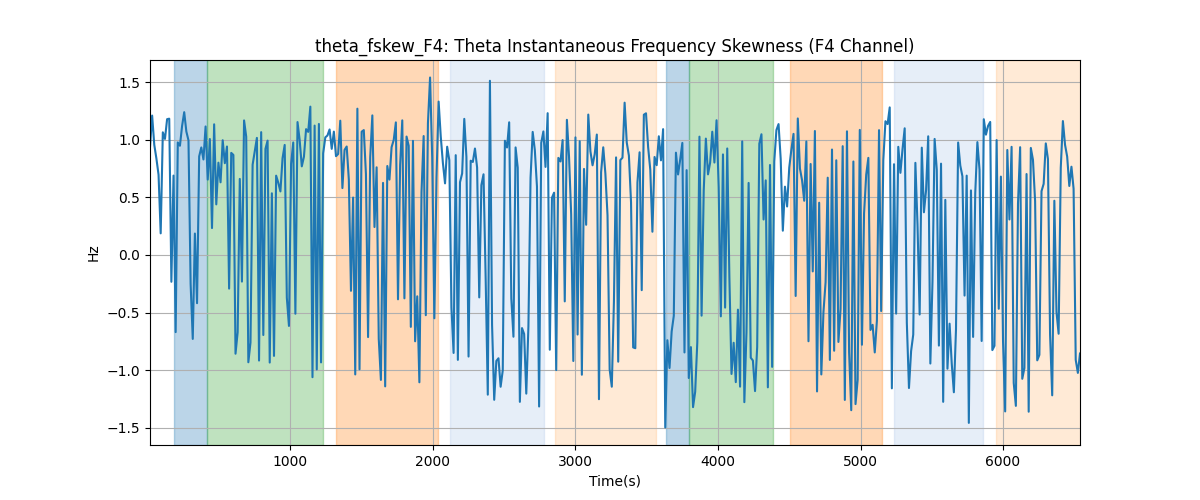 theta_fskew_F4: Theta Instantaneous Frequency Skewness (F4 Channel)
Hz
1.5
1.0
0.5
0.0
−0.5
−1.0
−1.5
1000 2000 3000 4000 5000 6000
Time(s)